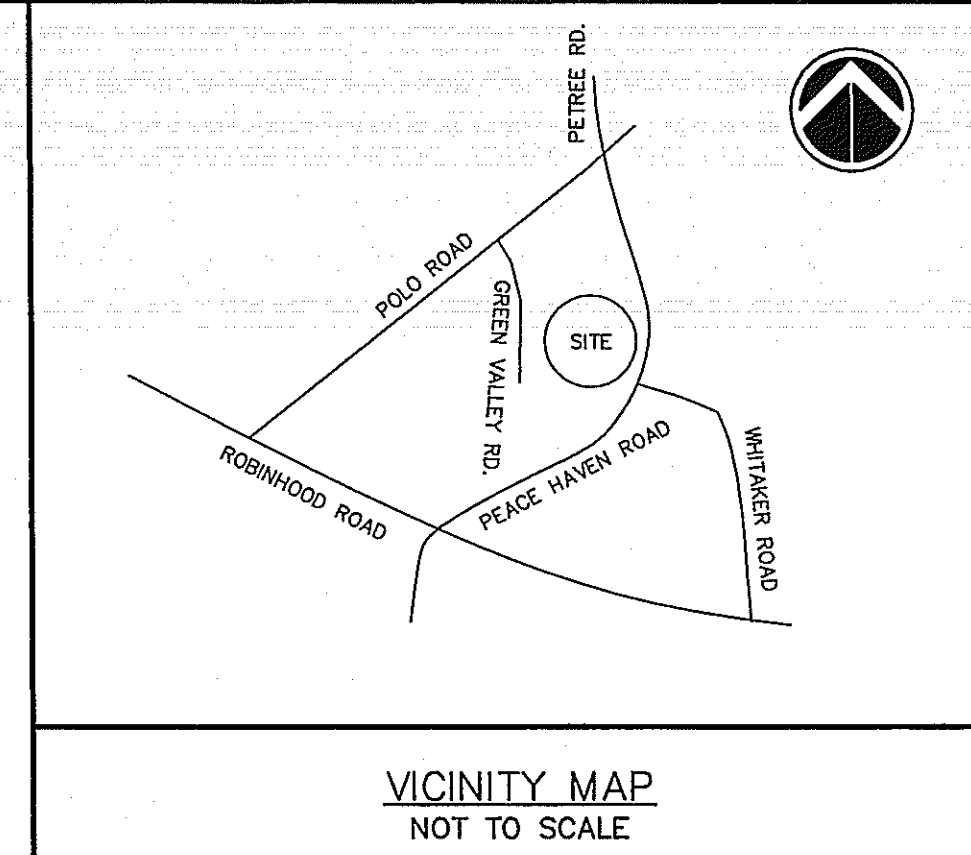 PETREE RD.
POLO ROAD
GREEN VALLEY RD.
SITE
ROBINHOOD ROAD
PEACE HAVEN ROAD
WHITAKER ROAD
VICINITY MAP
NOT TO SCALE